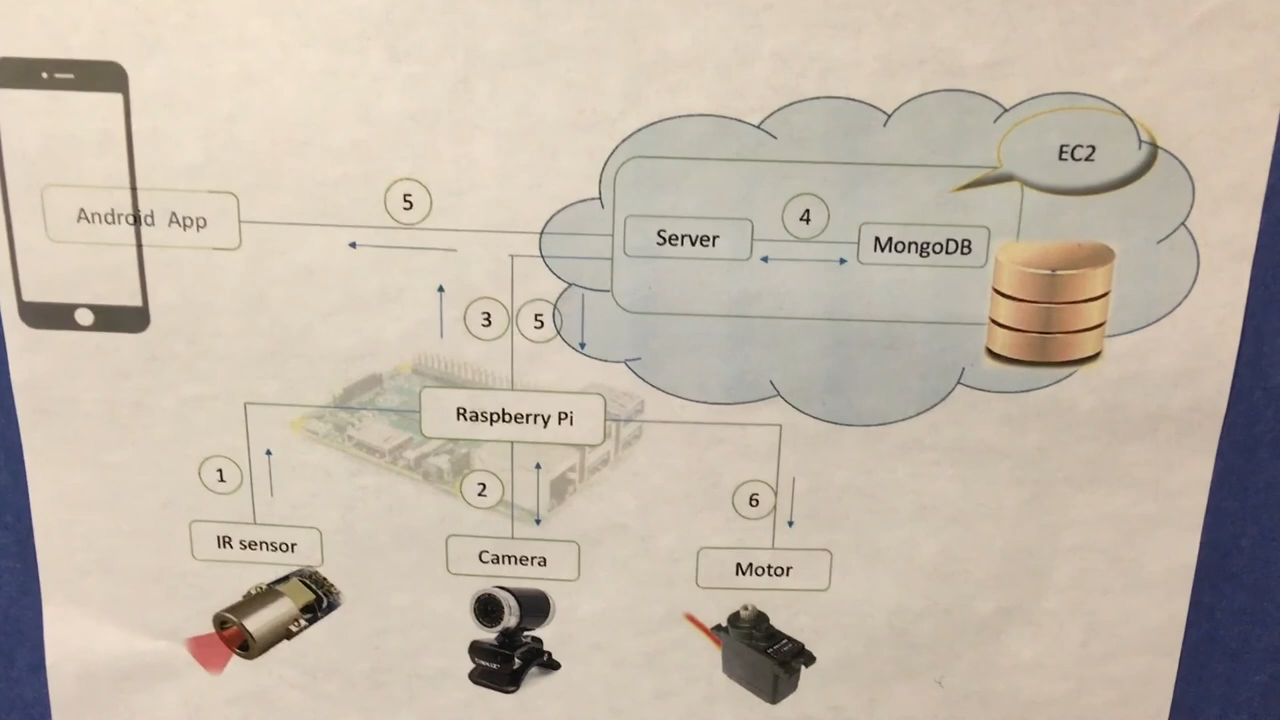 EC2
Android App
5
Server
4
MongoDB
3
5
Raspberry Pi
1
2
6
IR sensor
Camera
Motor